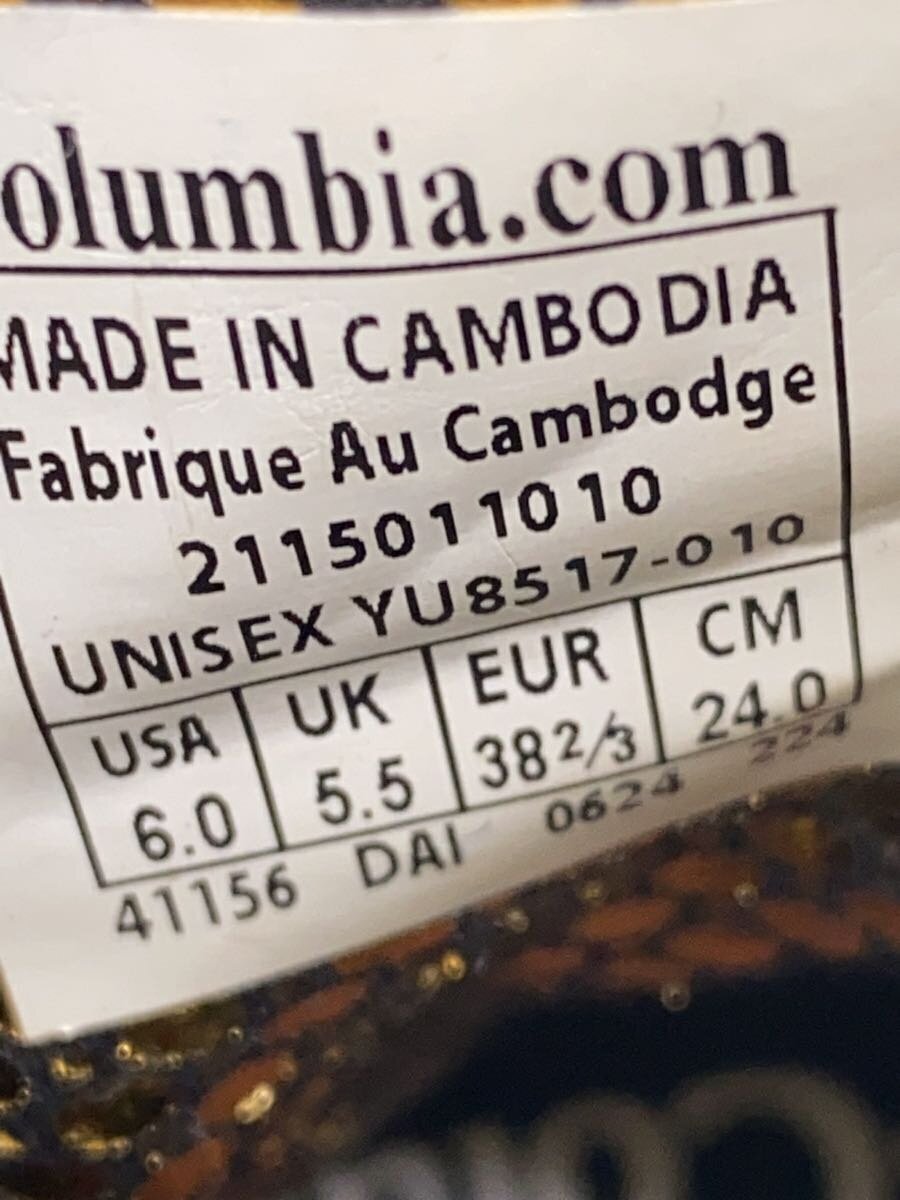 olumbia.com
MADE IN CAMBODIA
Fabrique Au Cambodge
2115011010
UNISEX YU8517-010
USA UK EUR CM
6.0 5.5 38 2/3 24.0
41156 DAI 0624 224